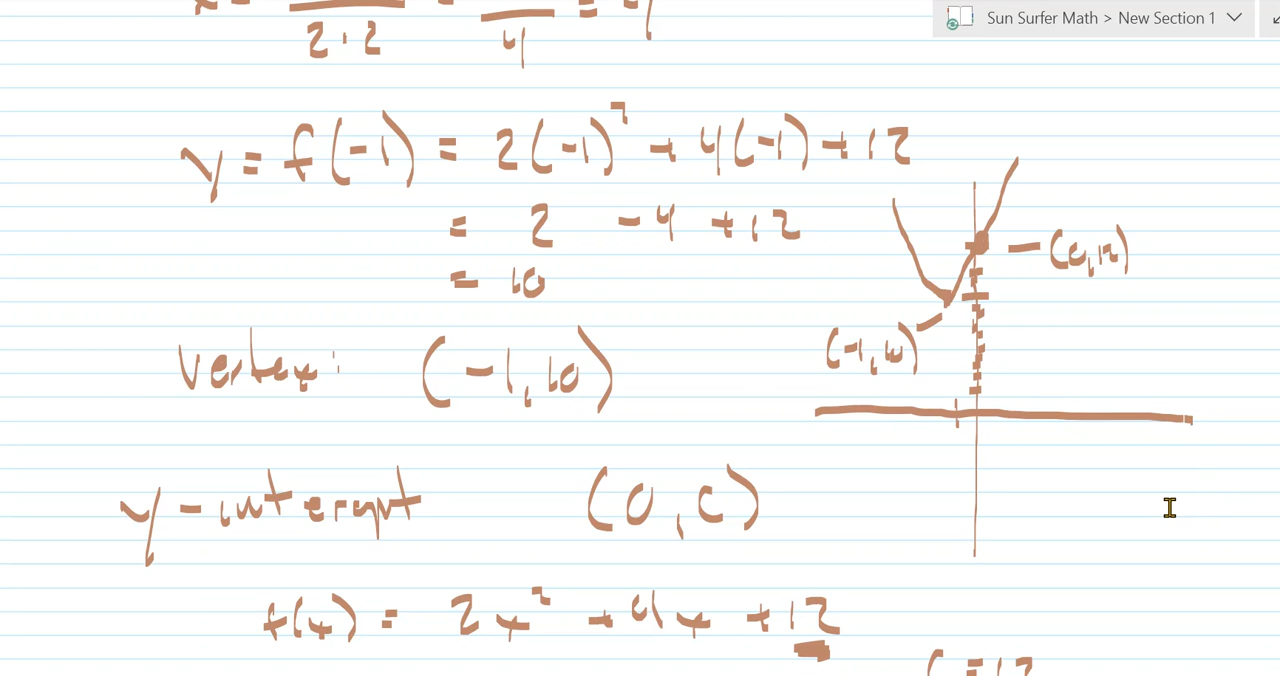 Sun Surfer Math > New Section 1
2·2
4
y = f(-1) = 2(-1)² + 4(-1) + 12
= 2 - 4 + 12
= 10
(0,12)
(-1,10)
vertex: (-1,10)
y-intercept (0,c)
f(x) = 2x² + 4x + 12